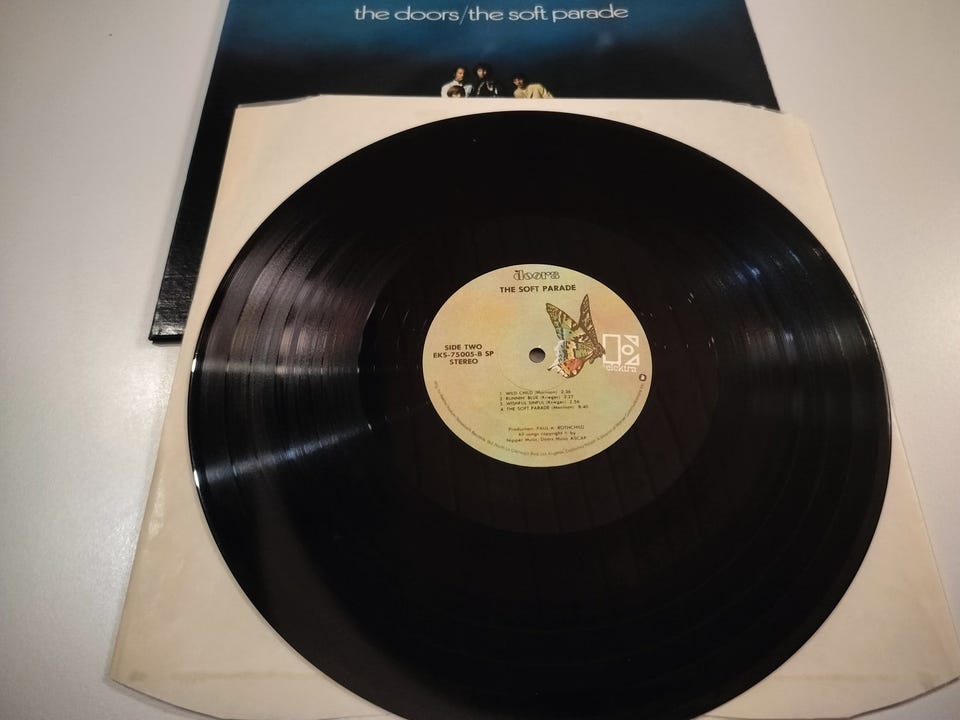 the doors/the soft parade
doors
THE SOFT PARADE
SIDE TWO
EKS-75005-B SP
STEREO
elektra
1. WILD CHILD (Morrison) 2:36
2. RUNNIN' BLUE (Krieger) 2:27
3. WISHFUL SINFUL (Krieger) 2:56
4. THE SOFT PARADE (Morrison) 8:40
Production: PAUL A. ROTHCHILD
All songs copyright © by
Nipper Music, Doors Music ASCAP